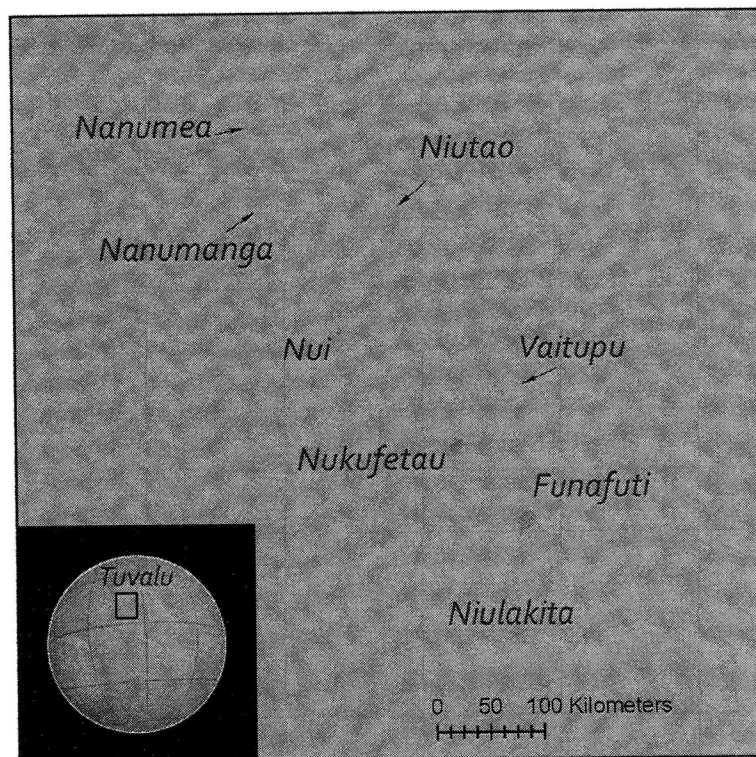 Nanumea
Niutao
Nanumanga
Nui
Vaitupu
Nukufetau
Funafuti
Tuvalu
Niulakita
0 50 100 Kilometers